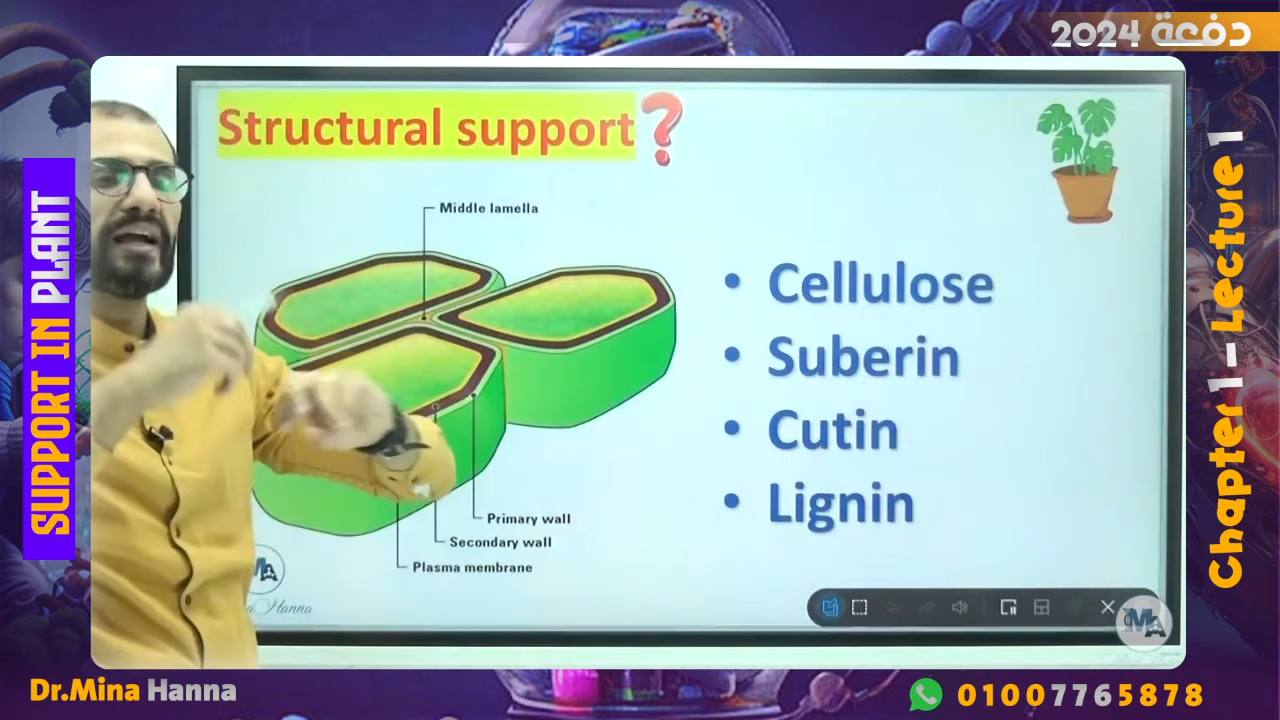 دفعة 2024
Structural support?
Middle lamella
• Cellulose
• Suberin
• Cutin
• Lignin
Primary wall
Secondary wall
Plasma membrane
SUPPORT IN PLANT
Chapter 1 - Lecture 1
MA
Hanna
MA
Dr.Mina Hanna
01007765878